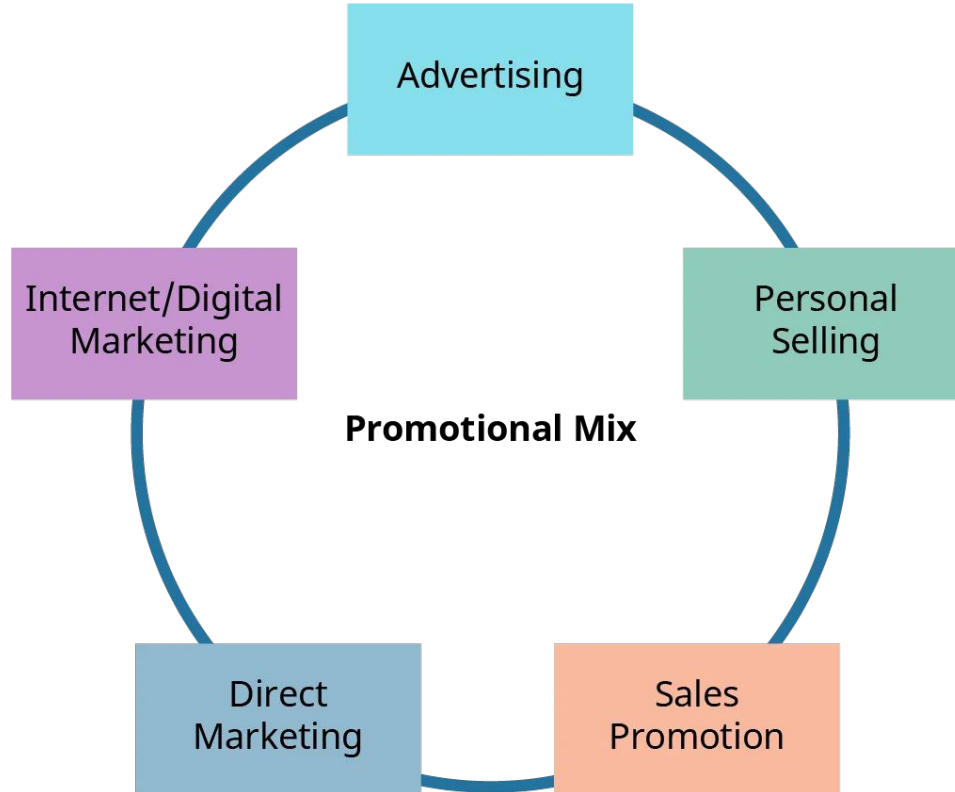 Advertising
Internet/Digital
Marketing
Personal
Selling
Promotional Mix
Direct
Marketing
Sales
Promotion